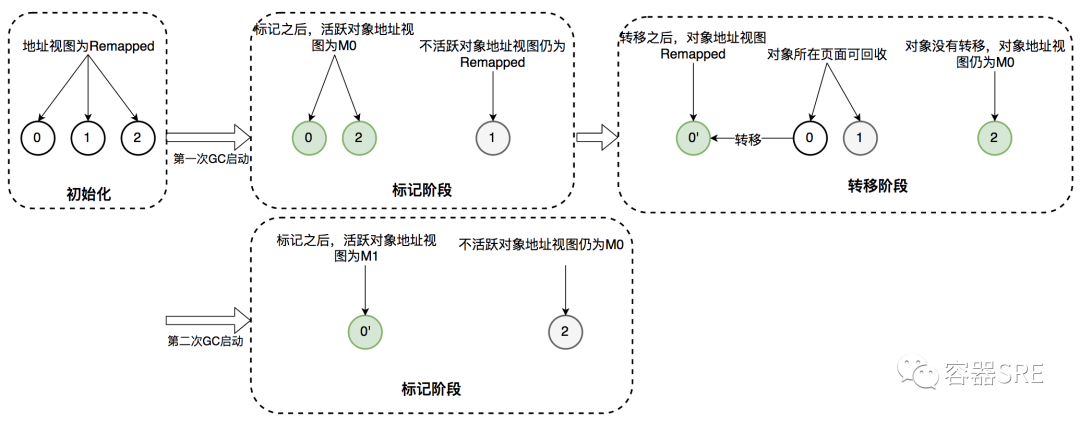 地址视图为Remapped
0
1
2
初始化
第一次GC启动
标记之后，活跃对象地址视
图为M0
不活跃对象地址视图仍为
Remapped
0
2
1
标记阶段
转移之后，对象地址视图
Remapped
对象所在页面可回收
对象没有转移，对象地址视
图仍为M0
0'
转移
0
1
2
转移阶段
第二次GC启动
标记之后，活跃对象地址视
图为M1
不活跃对象地址视图仍为M0
0'
2
标记阶段
容器SRE